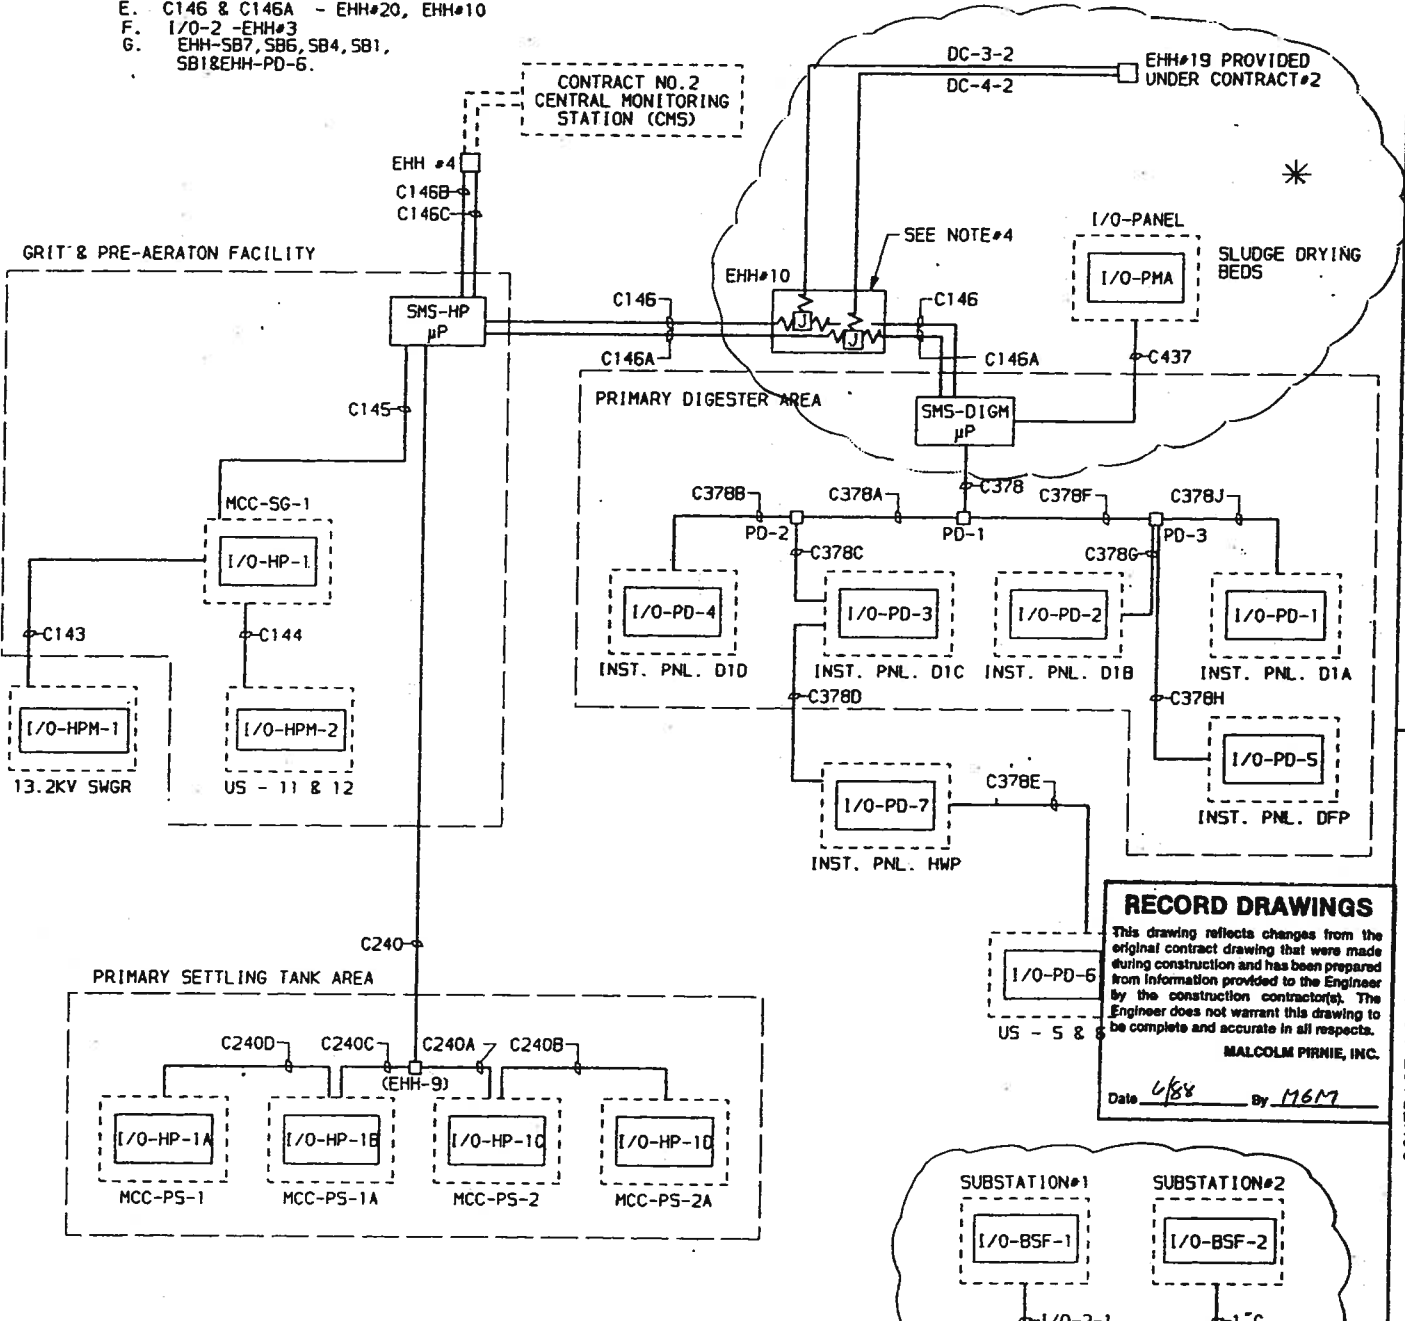 E. C146 & C146A - EHH#20, EHH#10
F. I/O-2 -EHH#3
G. EHH-SB7, SB6, SB4, SB1,
SB1&EHH-PD-6.
CONTRACT NO.2
CENTRAL MONITORING
STATION (CMS)
DC-3-2
DC-4-2
EHH#19 PROVIDED
UNDER CONTRACT#2
EHH #4
C146B
C146C
GRIT & PRE-AERATON FACILITY
SMS-HP
µP
C146
C146A
EHH#10
SEE NOTE#4
J
J
C146
C146A
I/O-PANEL
I/O-PMA
SLUDGE DRYING
BEDS
C437
C145
PRIMARY DIGESTER AREA
SMS-DIGM
µP
MCC-SG-1
I/O-HP-1
C143
C144
I/O-HPM-1
13.2KV SWGR
I/O-HPM-2
US - 11 & 12
C378B
C378A
C378
C378F
C378J
PD-2
PD-1
PD-3
C378C
C378G
I/O-PD-4
INST. PNL. D1D
I/O-PD-3
INST. PNL. D1C
I/O-PD-2
INST. PNL. D1B
I/O-PD-1
INST. PNL. D1A
C378D
C378H
I/O-PD-5
INST. PNL. DFP
I/O-PD-7
INST. PNL. HWP
C378E
I/O-PD-6
US - 5 &
RECORD DRAWINGS
This drawing reflects changes from the
original contract drawing that were made
during construction and has been prepared
from information provided to the Engineer
by the construction contractor(s). The
Engineer does not warrant this drawing to
be complete and accurate in all respects.
MALCOLM PIRNIE, INC.
Date 6/88 By MGM
C240
PRIMARY SETTLING TANK AREA
C240D
C240C
C240A
C240B
(EHH-9)
I/O-HP-1A
MCC-PS-1
I/O-HP-1B
MCC-PS-1A
I/O-HP-1C
MCC-PS-2
I/O-HP-1D
MCC-PS-2A
SUBSTATION#1
I/O-BSF-1
I/O-2-1
SUBSTATION#2
I/O-BSF-2